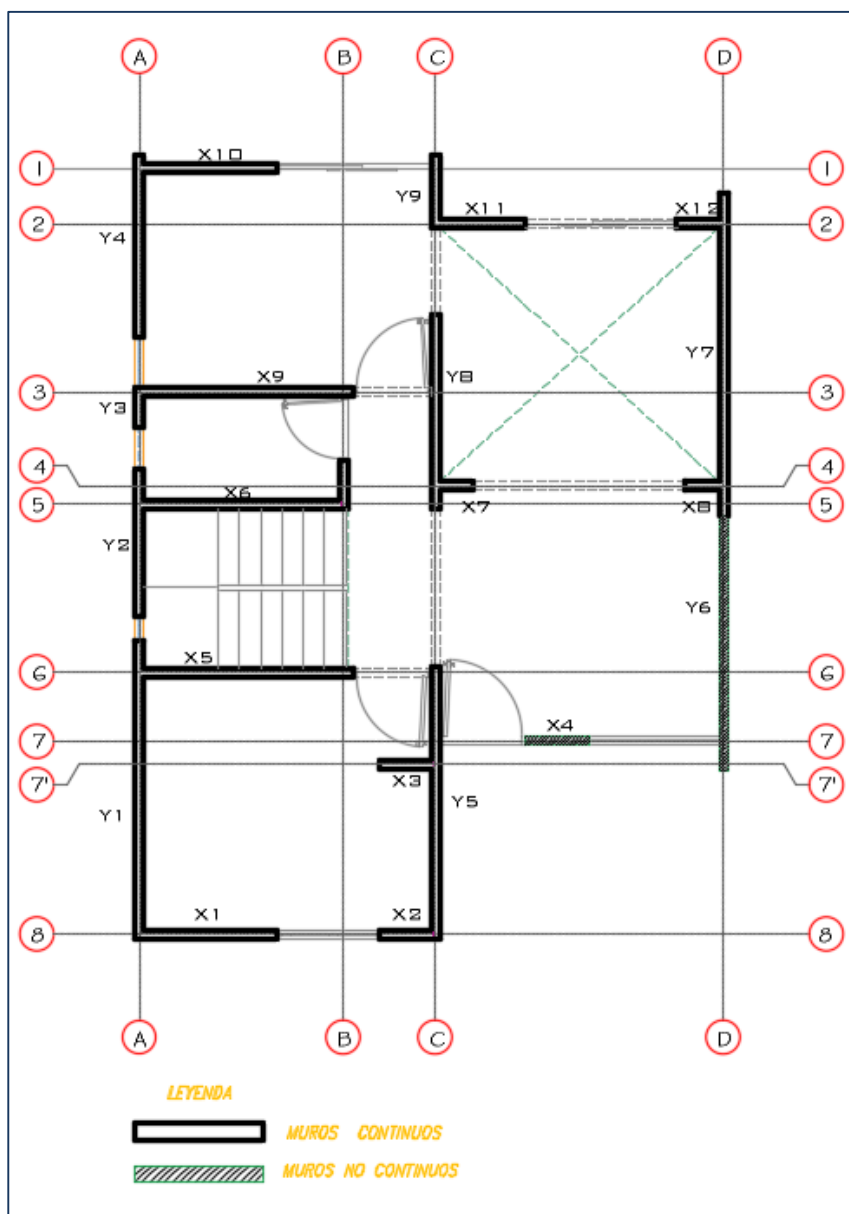 A B C D
1 X10 1
2 Y9 X11 X12 2
Y4
Y7
X9 Y8
3 3
Y3
4 4
X6
5 X7 X8 5
Y2
Y6
X5
6 6
X4
7 7
X3
7' 7'
Y1 Y5
X1 X2
8 8
A B C D
LEYENDA
MUROS CONTINUOS
MUROS NO CONTINUOS